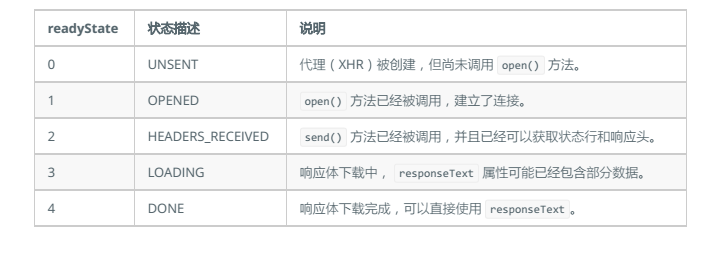 readyState 状态描述 说明
0 UNSENT 代理（XHR）被创建，但尚未调用 open() 方法。
1 OPENED open() 方法已经被调用，建立了连接。
2 HEADERS_RECEIVED send() 方法已经被调用，并且已经可以获取状态行和响应头。
3 LOADING 响应体下载中， responseText 属性可能已经包含部分数据。
4 DONE 响应体下载完成，可以直接使用 responseText 。